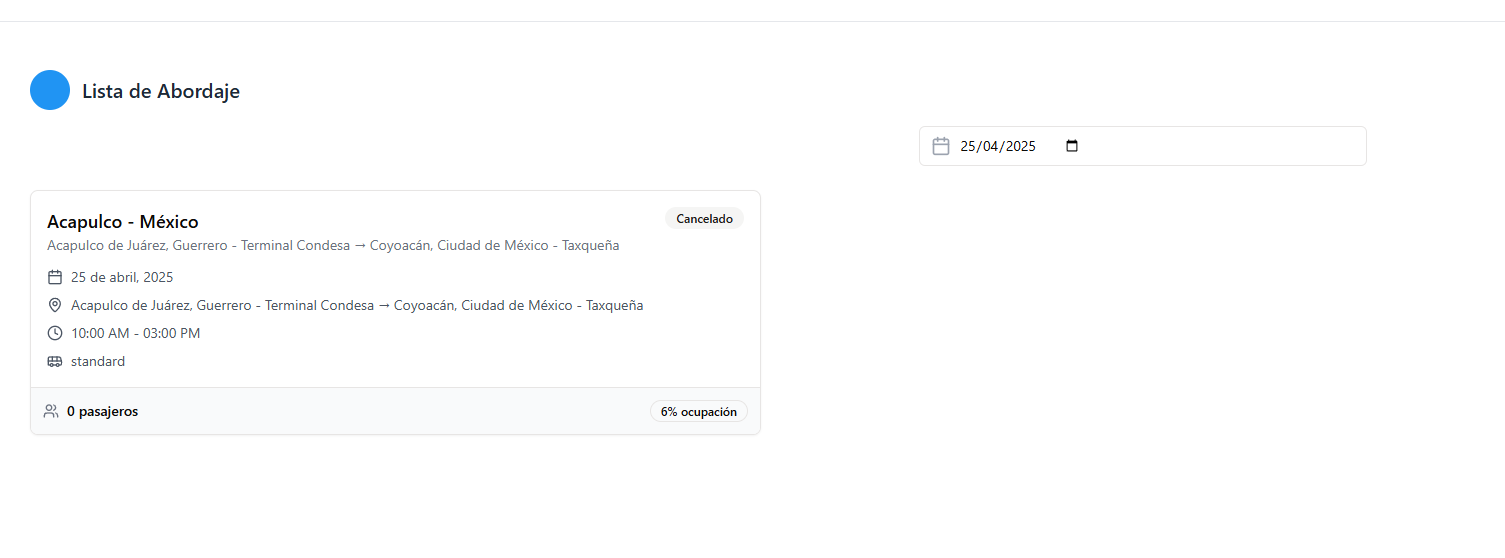 Lista de Abordaje
25/04/2025
Acapulco - México
Cancelado
Acapulco de Juárez, Guerrero - Terminal Condesa → Coyoacán, Ciudad de México - Taxqueña
25 de abril, 2025
Acapulco de Juárez, Guerrero - Terminal Condesa → Coyoacán, Ciudad de México - Taxqueña
10:00 AM - 03:00 PM
standard
0 pasajeros
6% ocupación